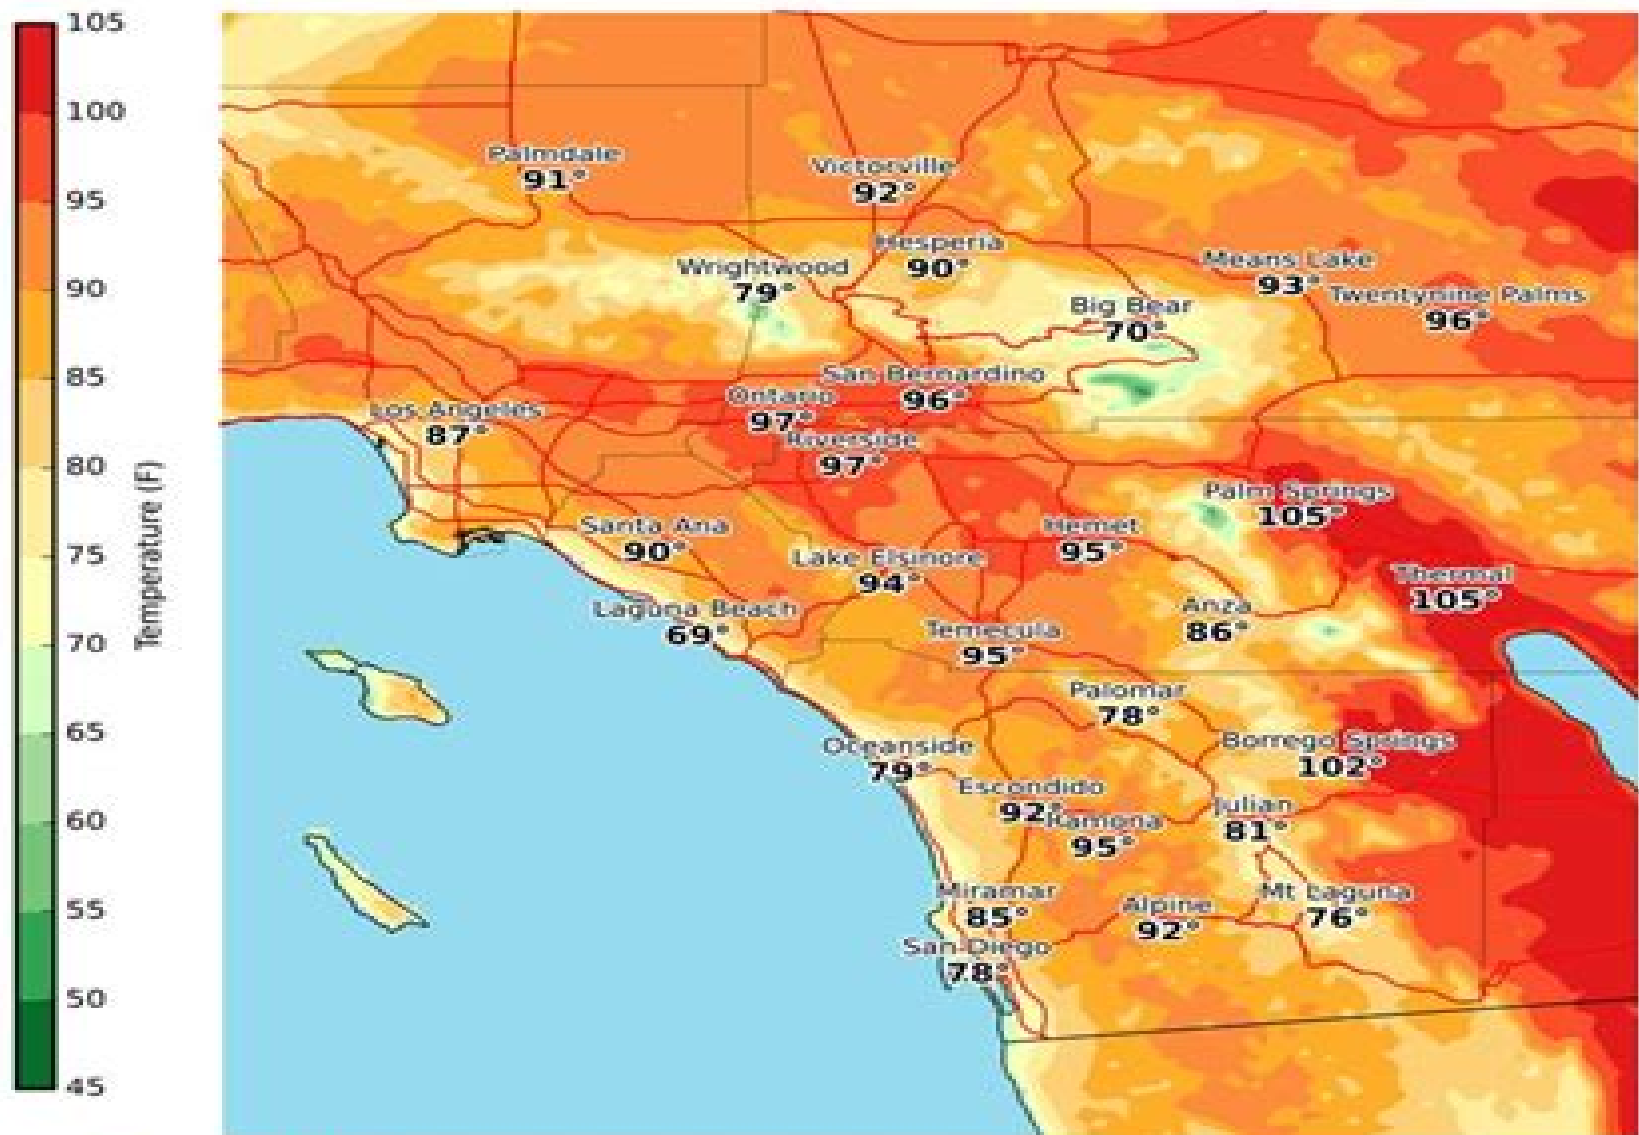 105
100
95
90
85
80
75
70
65
60
55
50
45
Temperature (F)
Palmdale
91°
Victorville
92°
Hesperia
90°
Wrightwood
79°
Means Lake
93°
Twentynine Palms
96°
Big Bear
70°
San Bernardino
96°
Ontario
97°
Los Angeles
87°
Riverside
97°
Palm Springs
105°
Santa Ana
90°
Hemet
95°
Lake Elsinore
94°
Thermal
105°
Laguna Beach
69°
Anza
86°
Temecula
95°
Palomar
78°
Oceanside
79°
Borrego Springs
102°
Escondido
92°
Ramona
95°
Julian
81°
Miramar
85°
Alpine
92°
Mt Laguna
76°
San Diego
78°